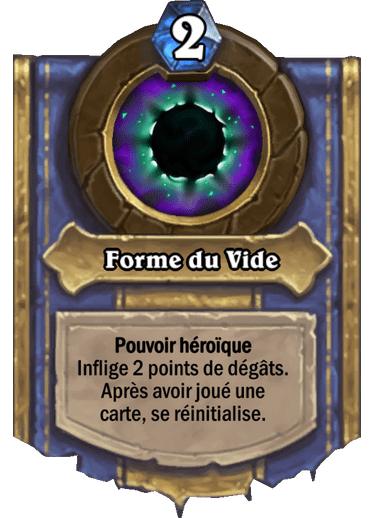 2
Forme du Vide
Pouvoir héroïque
Inflige 2 points de dégâts.
Après avoir joué une
carte, se réinitialise.